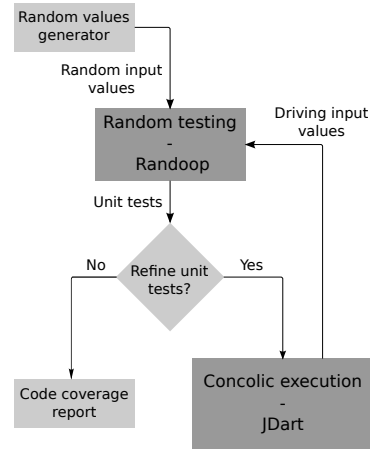 Random values
generator
Random input
values
Driving input
values
Random testing
-
Randoop
Unit tests
No
Refine unit
tests?
Yes
Code coverage
report
Concolic execution
-
JDart